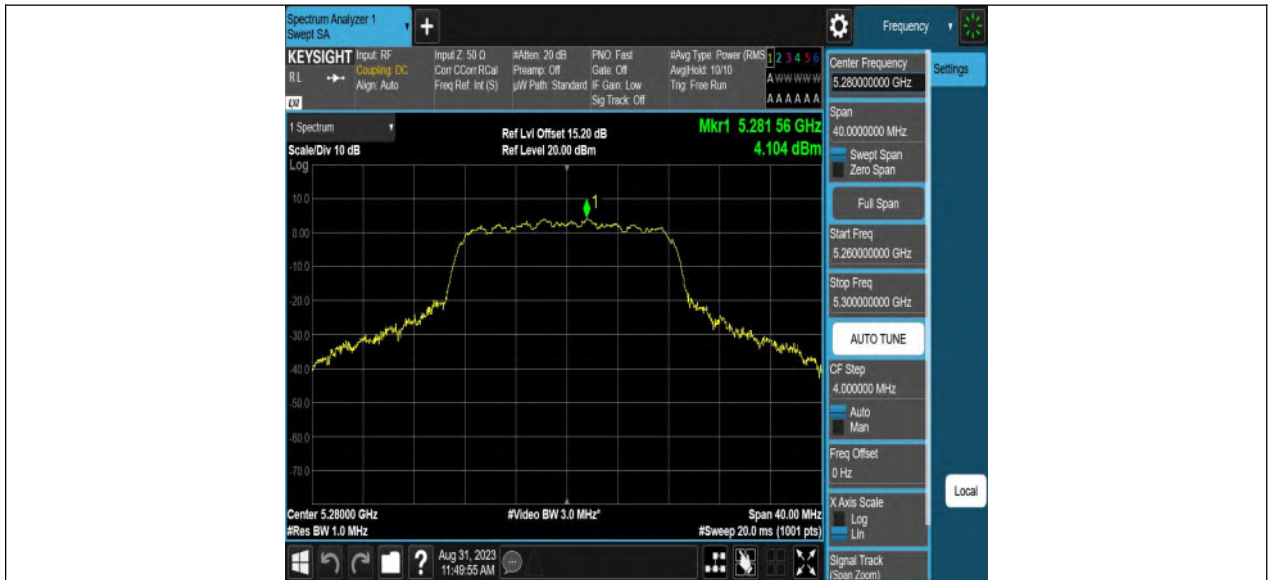 Spectrum Analyzer 1
Swept SA
+
Frequency
KEYSIGHT
RL
LXI
Input: RF
Coupling: DC
Align: Auto
Input Z: 50 Ω
Corr CCorr RCal
Freq Ref: Int (S)
#Atten: 20 dB
Preamp: Off
µW Path: Standard
PNO: Fast
Gate: Off
IF Gain: Low
Sig Track: Off
#Avg Type: Power (RMS
Avg|Hold: 10/10
Trig: Free Run
1 2 3 4 5 6
A W W W W W
A A A A A A
1 Spectrum
Scale/Div 10 dB
Log
Ref Lvl Offset 15.20 dB
Ref Level 20.00 dBm
Mkr1 5.281 56 GHz
4.104 dBm
1
10.0
0.00
-10.0
-20.0
-30.0
-40.0
-50.0
-60.0
-70.0
Center 5.28000 GHz
#Res BW 1.0 MHz
#Video BW 3.0 MHz*
Span 40.00 MHz
#Sweep 20.0 ms (1001 pts)
?
Aug 31, 2023
11:49:55 AM
Center Frequency
5.280000000 GHz
Settings
Span
40.0000000 MHz
Swept Span
Zero Span
Full Span
Start Freq
5.260000000 GHz
Stop Freq
5.300000000 GHz
AUTO TUNE
CF Step
4.000000 MHz
Auto
Man
Freq Offset
0 Hz
X Axis Scale
Log
Lin
Local
Signal Track
(Span Zoom)